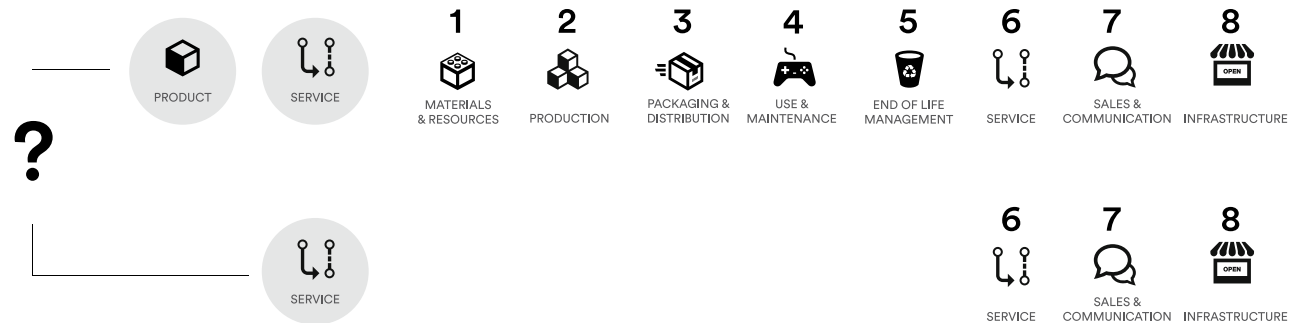 1 2 3 4 5 6 7 8
OPEN
PRODUCT SERVICE
MATERIALS
& RESOURCES
PRODUCTION
PACKAGING &
DISTRIBUTION
USE &
MAINTENANCE
END OF LIFE
MANAGEMENT
SERVICE
SALES &
COMMUNICATION
INFRASTRUCTURE
?
6 7 8
OPEN
SERVICE
SERVICE
SALES &
COMMUNICATION
INFRASTRUCTURE